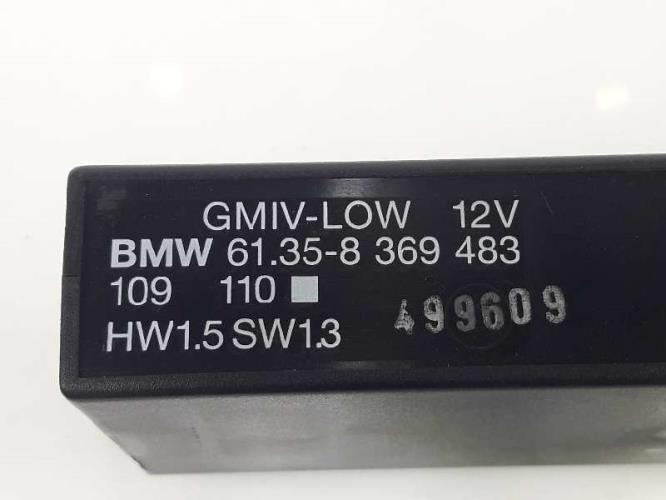 GMIV-LOW 12V
BMW 61.35-8 369 483
109 110
HW1.5 SW1.3
499609